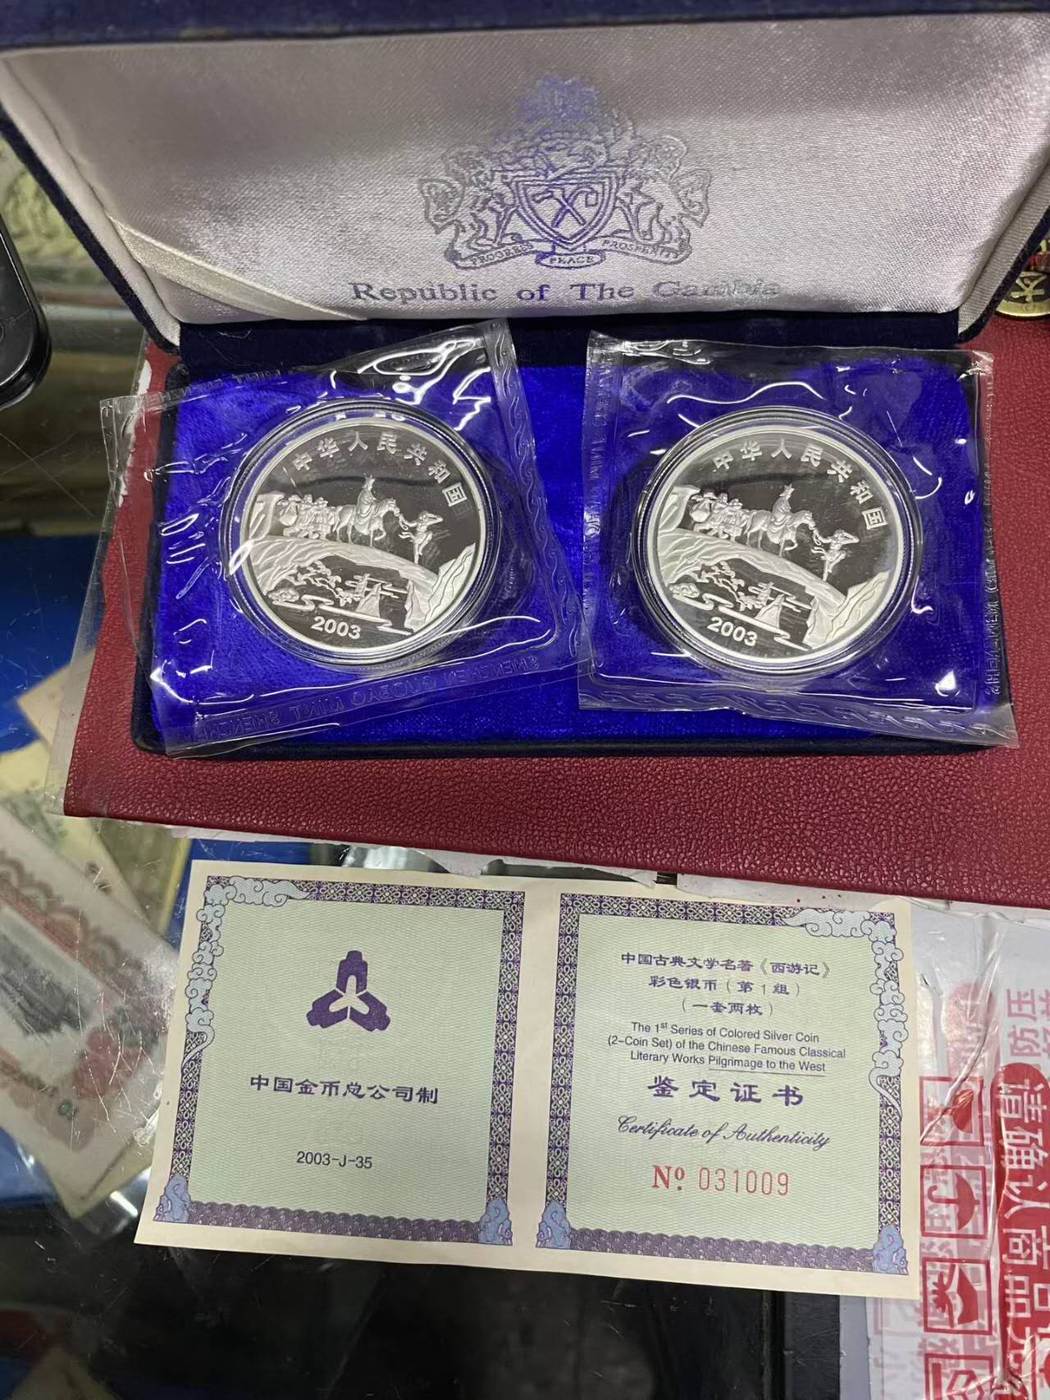 PROGRESS PEACE PROSPERITY
Republic of The Gambia
中华人民共和国
2003
中华人民共和国
2003
中国金币总公司制
2003-J-35
中国古典文学名著《西游记》
彩色银币(第1组)
(一套两枚)
The 1st Series of Colored Silver Coin
(2-Coin Set) of the Chinese Famous Classical
Literary Works Pilgrimage to the West
鉴定证书
Certificate of Authenticity
No. 031009